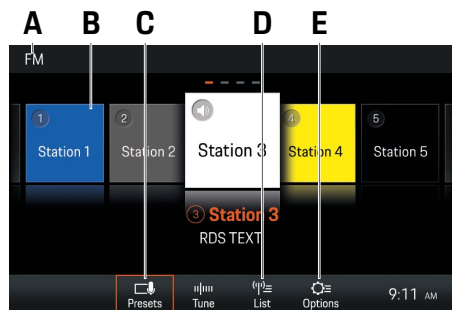 A B C D E
FM
1 2 4 5
Station 1 Station 2 Station 3 Station 4 Station 5
3 Station 3
RDS TEXT
Presets Tune List Options 9:11 AM